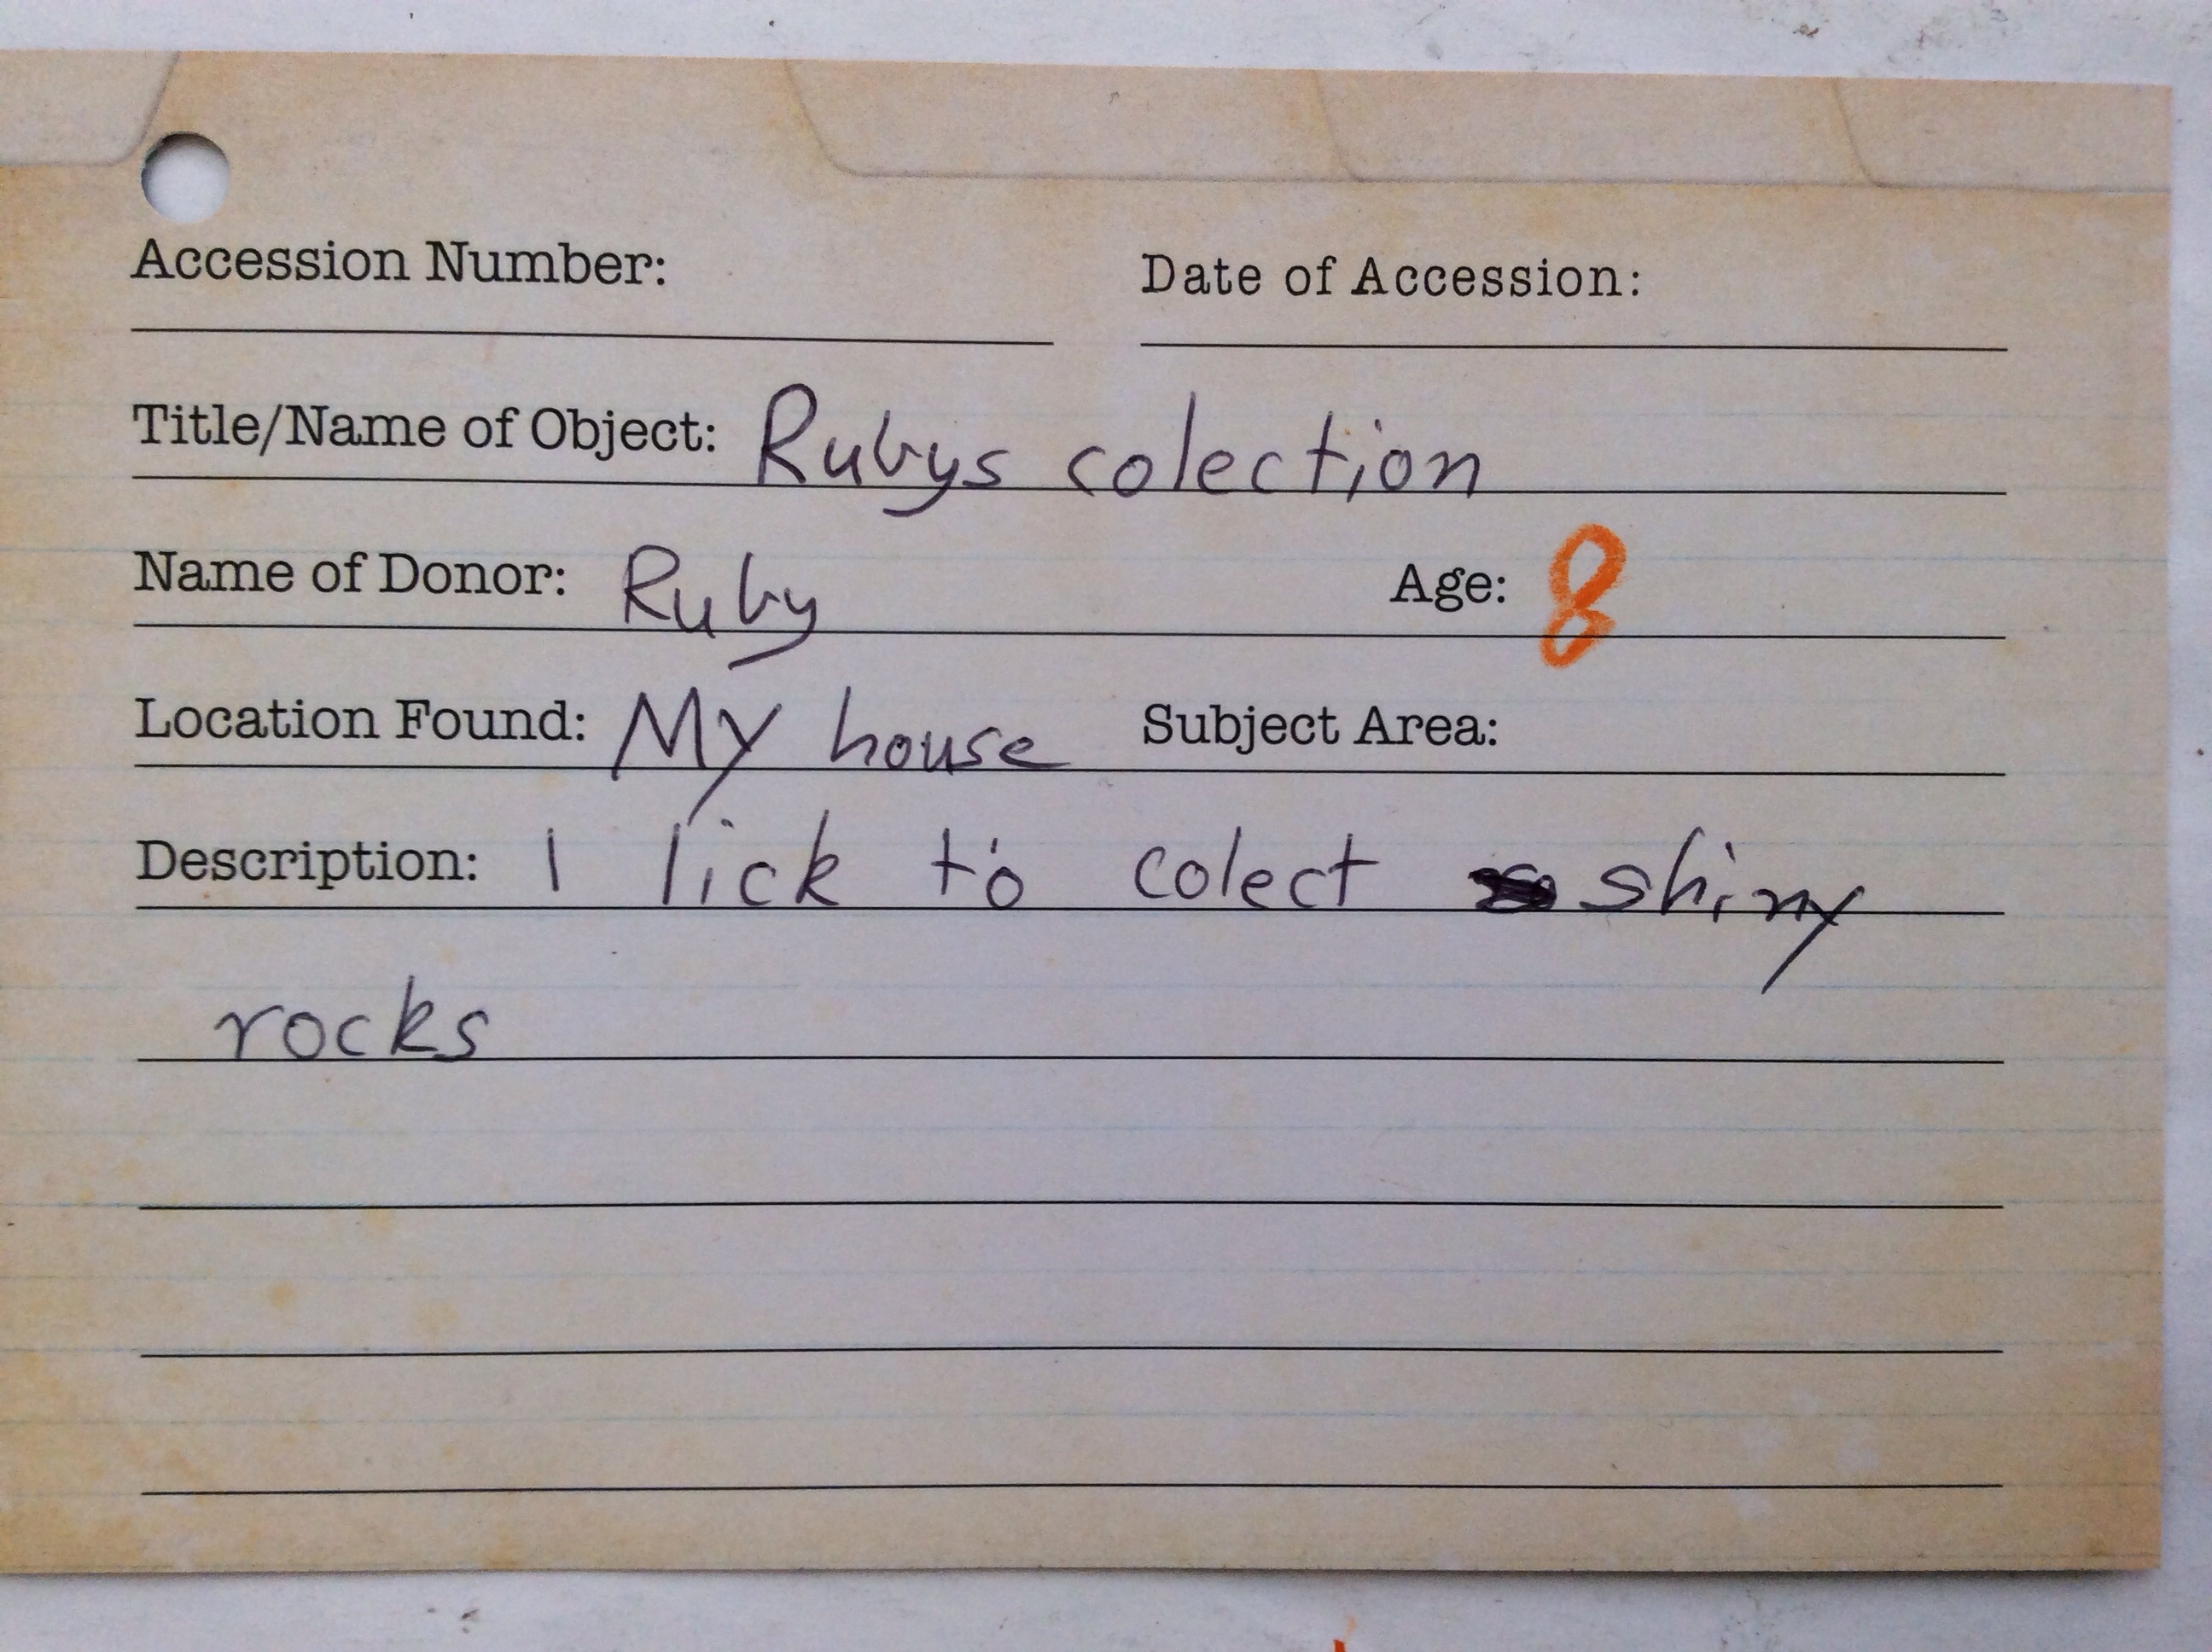 Accession Number: Date of Accession:
Title/Name of Object: Rubys colection
Name of Donor: Ruby Age: 8
Location Found: My house Subject Area:
Description: I lick to colect shiny
rocks